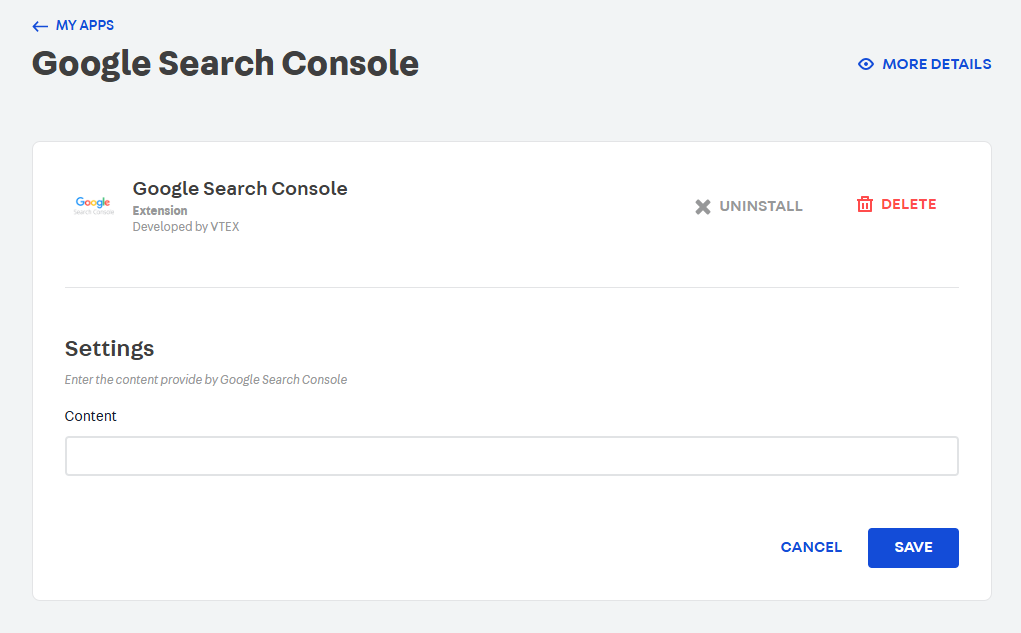 ← MY APPS
Google Search Console
MORE DETAILS
Google
Search Console
Google Search Console
Extension
Developed by VTEX
UNINSTALL
DELETE
Settings
Enter the content provide by Google Search Console
Content
CANCEL
SAVE